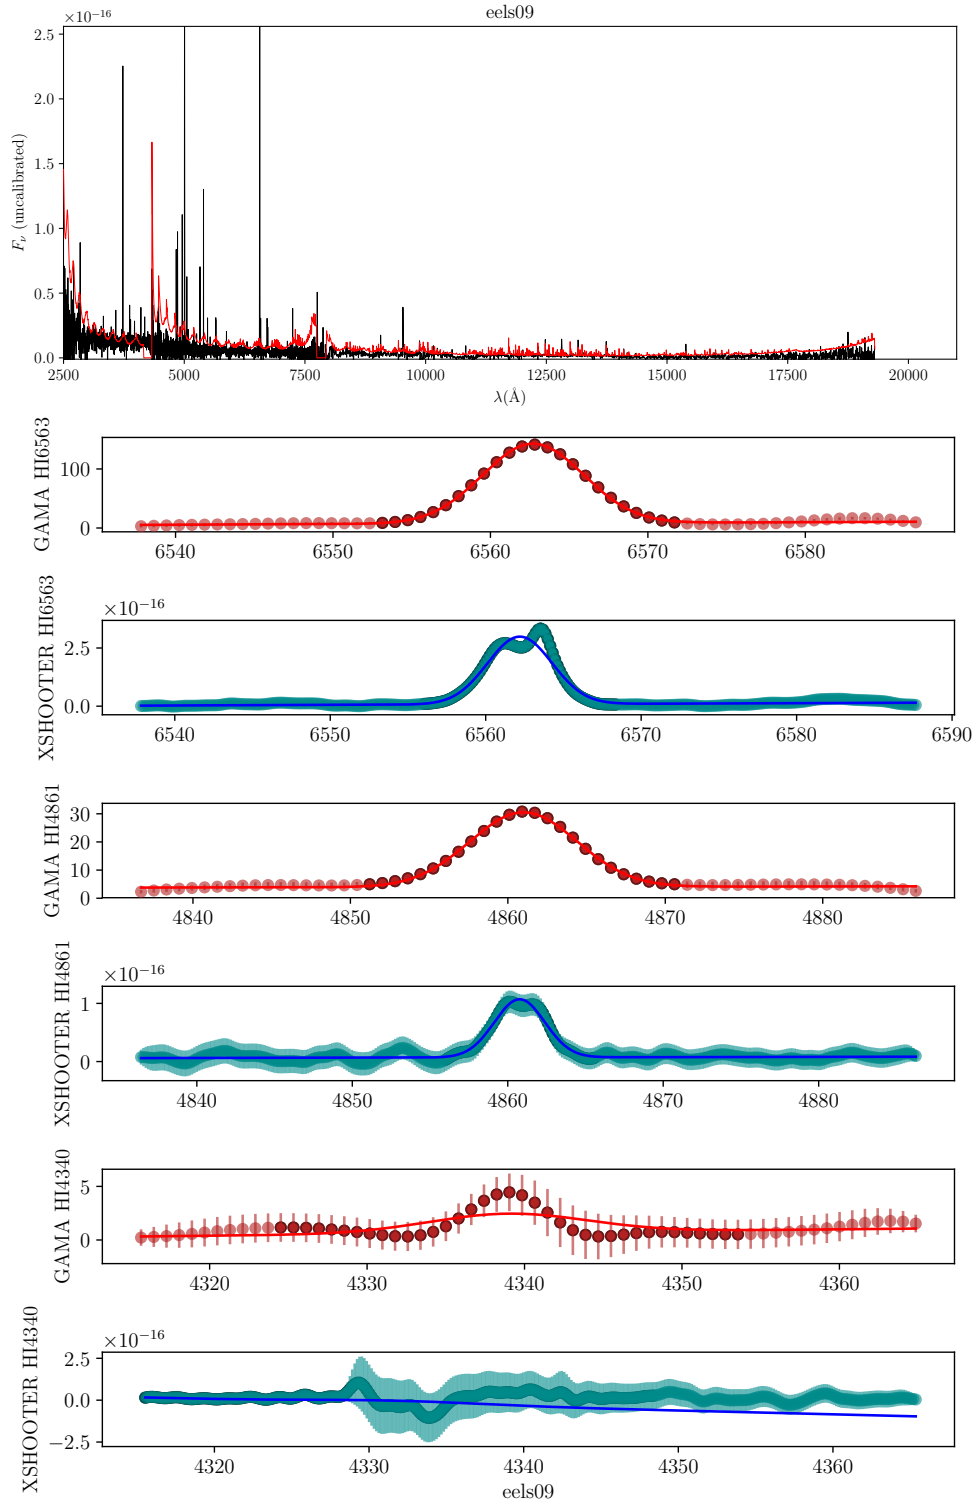 eels09
×10−16
2.5
2.0
1.5
1.0
0.5
0.0
Fν (uncalibrated)
2500 5000 7500 10000 12500 15000 17500 20000
λ(Å)
GAMA HI6563
100
0
6540 6550 6560 6570 6580
XSHOOTER HI6563
×10−16
2.5
0.0
6540 6550 6560 6570 6580 6590
GAMA HI4861
30
20
10
0
4840 4850 4860 4870 4880
XSHOOTER HI4861
×10−16
1
0
4840 4850 4860 4870 4880
GAMA HI4340
5
0
4320 4330 4340 4350 4360
XSHOOTER HI4340
×10−16
2.5
0.0
−2.5
4320 4330 4340 4350 4360
eels09